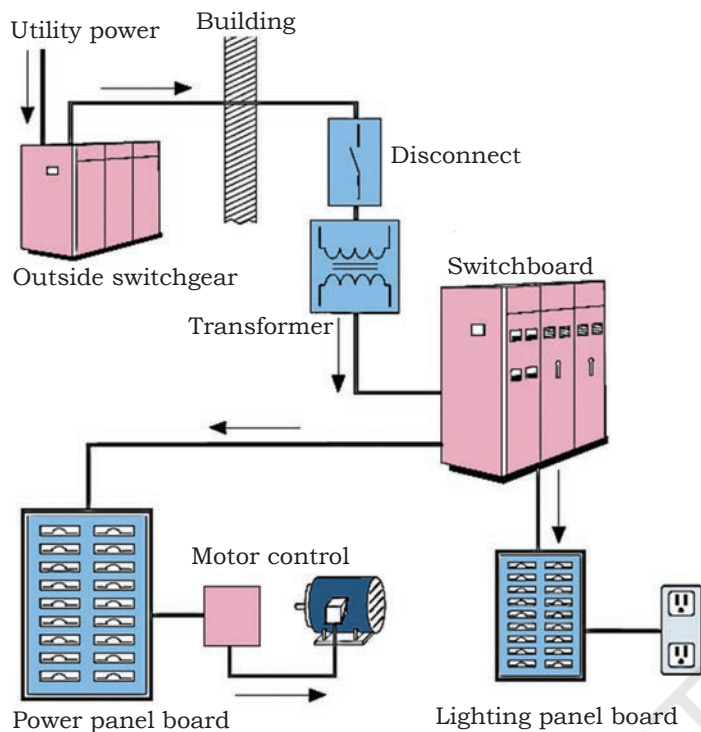 Utility power
Building
Disconnect
Outside switchgear
Switchboard
Transformer
Motor control
Power panel board
Lighting panel board